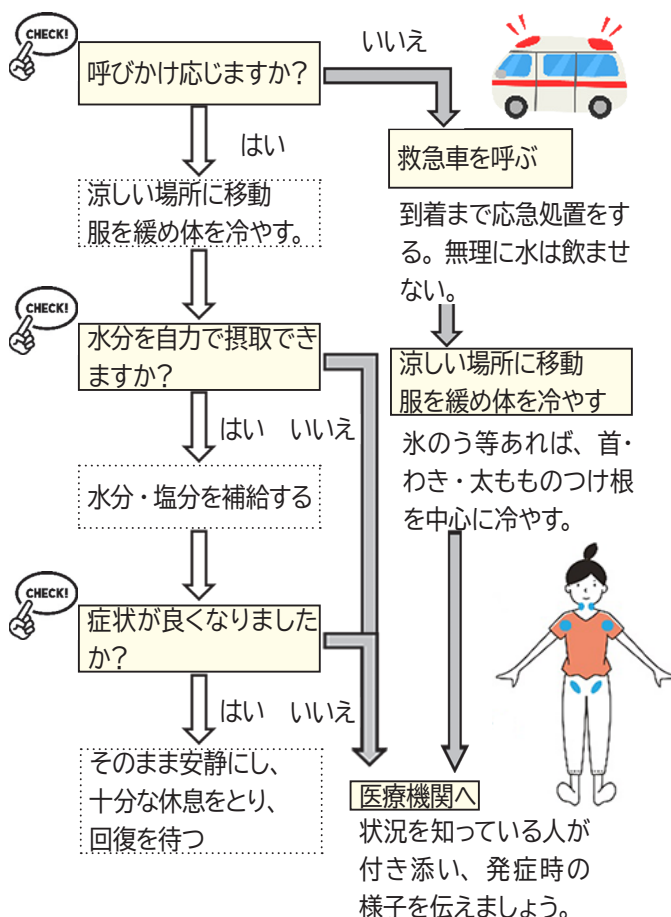 CHECK!
呼びかけ応じますか？
いいえ
はい
救急車を呼ぶ
涼しい場所に移動
服を緩め体を冷やす。
到着まで応急処置をす
る。無理に水は飲ませ
ない。
CHECK!
水分を自力で摂取でき
ますか？
涼しい場所に移動
服を緩め体を冷やす
はい いいえ
氷のう等あれば、首・
わき・太もものつけ根
を中心に冷やす。
水分・塩分を補給する
CHECK!
症状が良くなりました
か？
はい いいえ
そのまま安静にし、
十分な休息をとり、
回復を待つ
医療機関へ
状況を知っている人が
付き添い、発症時の
様子を伝えましょう。